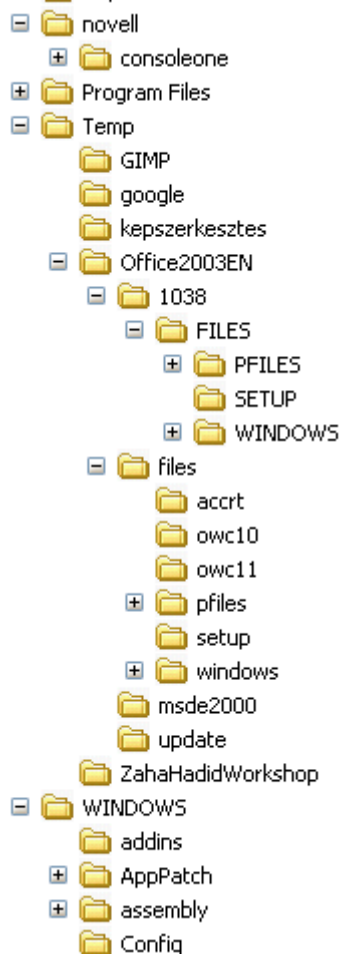 novell
consoleone
Program Files
Temp
GIMP
google
kepszerkesztes
Office2003EN
1038
FILES
PFILES
SETUP
WINDOWS
files
accrt
owc10
owc11
pfiles
setup
windows
msde2000
update
ZahaHadidWorkshop
WINDOWS
addins
AppPatch
assembly
Config